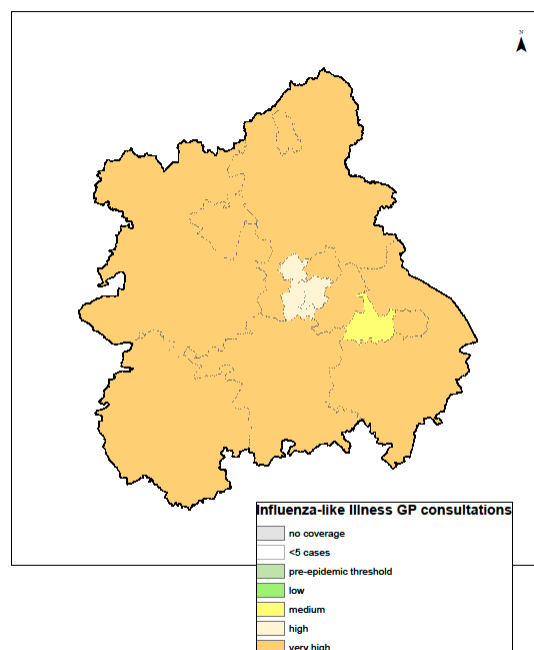 N
Influenza-like Illness GP consultations
no coverage
<5 cases
pre-epidemic threshold
low
medium
high
very high